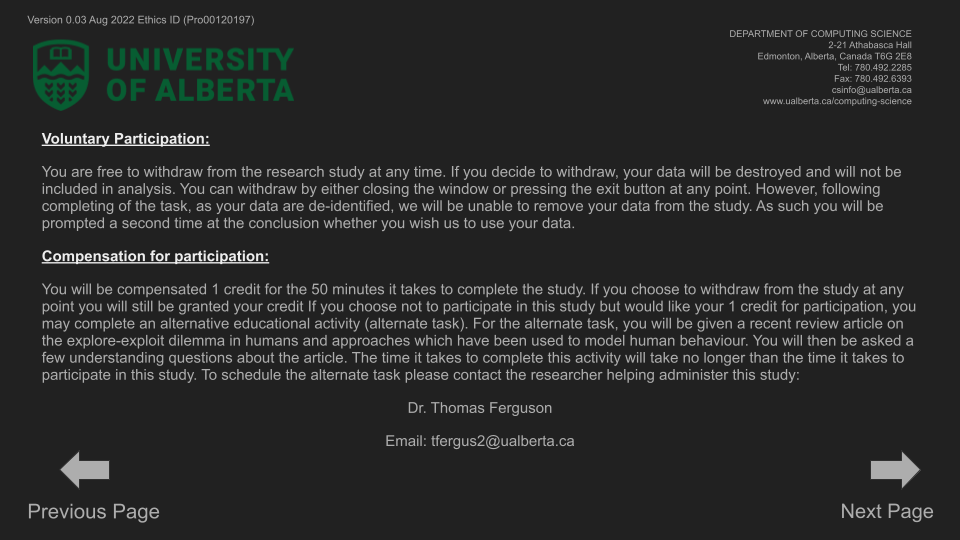 Version 0.03 Aug 2022 Ethics ID (Pro00120197)
UNIVERSITY
OF ALBERTA
DEPARTMENT OF COMPUTING SCIENCE
2-21 Athabasca Hall
Edmonton, Alberta, Canada T6G 2E8
Tel: 780.492.2285
Fax: 780.492.6393
csinfo@ualberta.ca
www.ualberta.ca/computing-science
Voluntary Participation:
You are free to withdraw from the research study at any time. If you decide to withdraw, your data will be destroyed and will not be
included in analysis. You can withdraw by either closing the window or pressing the exit button at any point. However, following
completing of the task, as your data are de-identified, we will be unable to remove your data from the study. As such you will be
prompted a second time at the conclusion whether you wish us to use your data.
Compensation for participation:
You will be compensated 1 credit for the 50 minutes it takes to complete the study. If you choose to withdraw from the study at any
point you will still be granted your credit If you choose not to participate in this study but would like your 1 credit for participation, you
may complete an alternative educational activity (alternate task). For the alternate task, you will be given a recent review article on
the explore-exploit dilemma in humans and approaches which have been used to model human behaviour. You will then be asked a
few understanding questions about the article. The time it takes to complete this activity will take no longer than the time it takes to
participate in this study. To schedule the alternate task please contact the researcher helping administer this study:
Dr. Thomas Ferguson
Email: tfergus2@ualberta.ca
Previous Page
Next Page